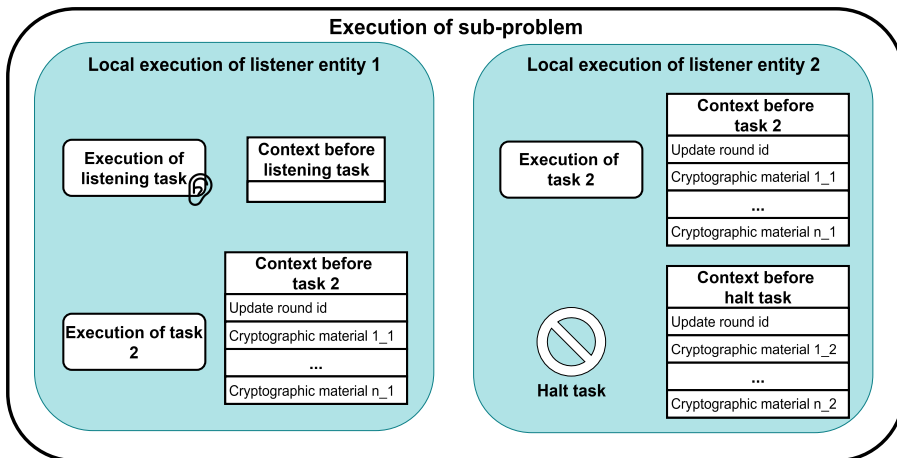 Execution of sub-problem
Local execution of listener entity 1
Execution of
listening task
Context before
listening task
Execution of task
2
Context before
task 2
Update round id
Cryptographic material 1_1
...
Cryptographic material n_1
Local execution of listener entity 2
Execution of
task 2
Context before
task 2
Update round id
Cryptographic material 1_1
...
Cryptographic material n_1
Halt task
Context before
halt task
Update round id
Cryptographic material 1_2
...
Cryptographic material n_2